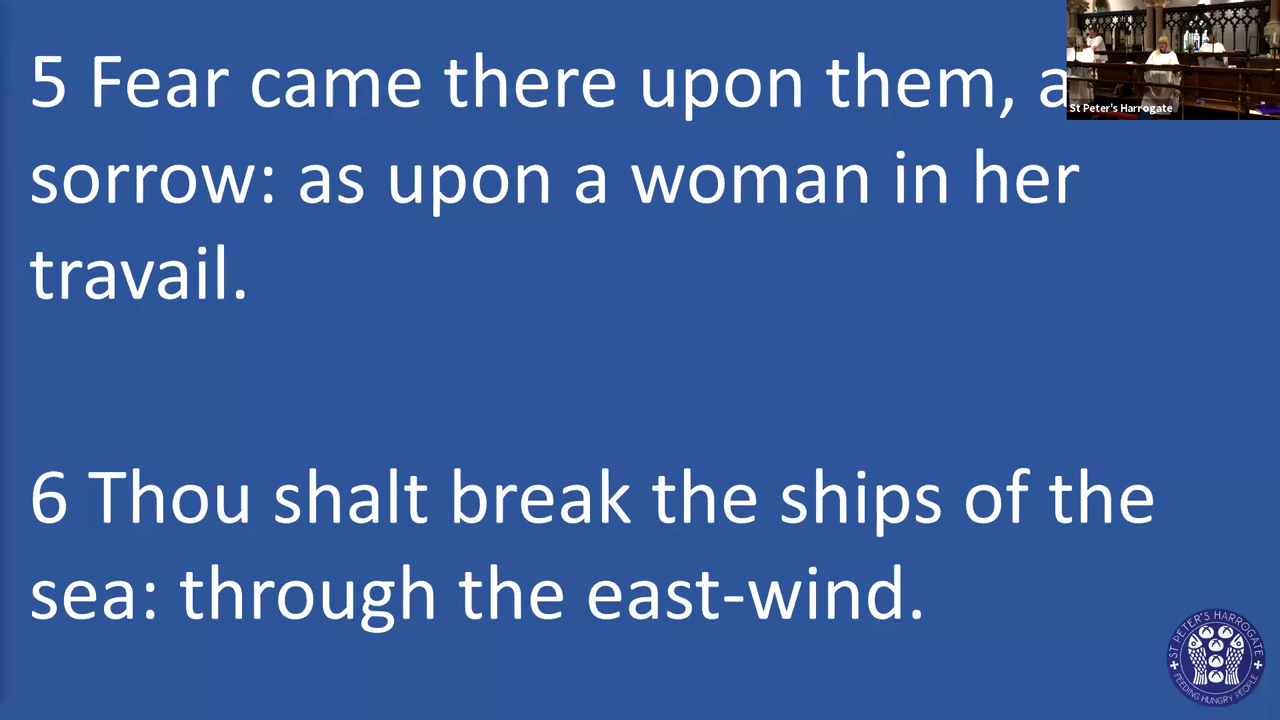 5 Fear came there upon them, a
sorrow: as upon a woman in her
travail.
6 Thou shalt break the ships of the
sea: through the east-wind.
St Peter's Harrogate
ST PETER'S HARROGATE
FEEDING HUNGRY PEOPLE